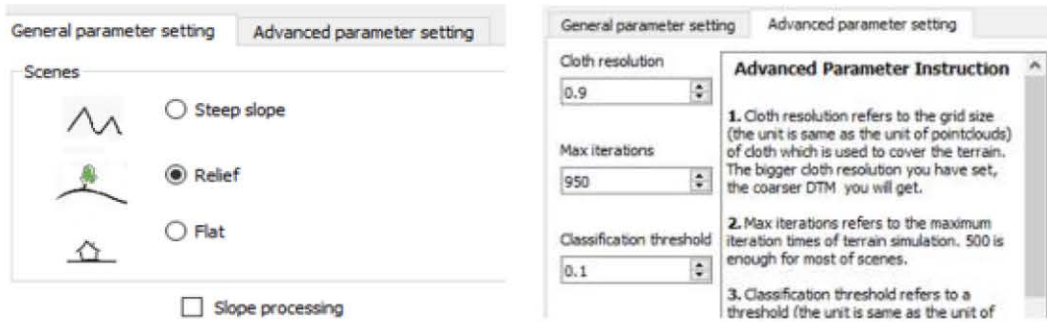 General parameter setting
Advanced parameter setting
Scenes
Steep slope
Relief
Flat
Slope processing
General parameter setting
Advanced parameter setting
Cloth resolution
0.9
Max iterations
950
Classification threshold
0.1
Advanced Parameter Instruction
1. Cloth resolution refers to the grid size
(the unit is same as the unit of pointclouds)
of cloth which is used to cover the terrain.
The bigger cloth resolution you have set,
the coarser DTM you will get.
2. Max iterations refers to the maximum
iteration times of terrain simulation. 500 is
enough for most of scenes.
3. Classification threshold refers to a
threshold (the unit is same as the unit of